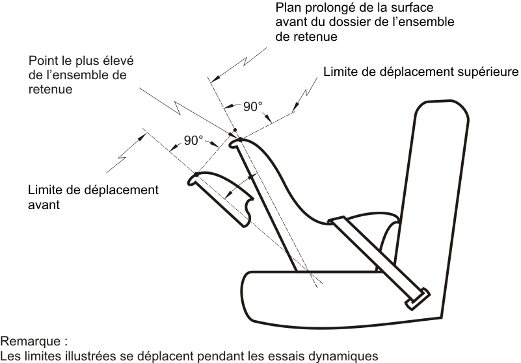 Plan prolongé de la surface
avant du dossier de l'ensemble
de retenue
Point le plus élevé
de l'ensemble de
retenue
Limite de déplacement supérieure
90°
90°
Limite de déplacement
avant
Remarque :
Les limites illustrées se déplacent pendant les essais dynamiques